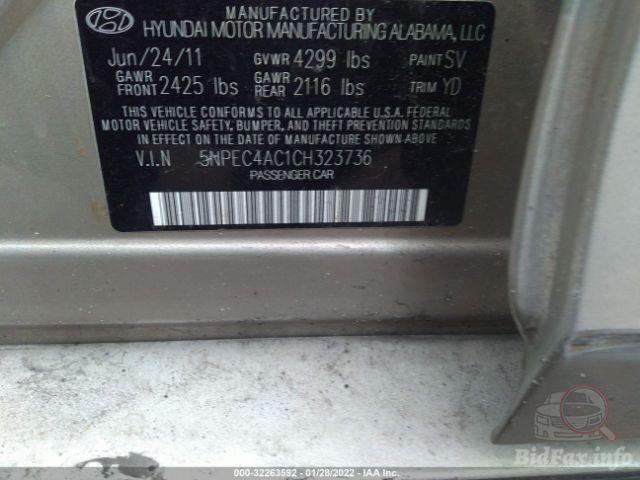 MANUFACTURED BY
HYUNDAI MOTOR MANUFACTURING ALABAMA, LLC
Jun/24/11 GVWR 4299 lbs PAINT SV
GAWR FRONT 2425 lbs GAWR REAR 2116 lbs TRIM YD
THIS VEHICLE CONFORMS TO ALL APPLICABLE U.S.A. FEDERAL
MOTOR VEHICLE SAFETY, BUMPER, AND THEFT PREVENTION STANDARDS
IN EFFECT ON THE DATE OF MANUFACTURE SHOWN ABOVE.
V.I.N 5NPEC4AC1CH323736
PASSENGER CAR
000-32263592 - 01/28/2022 - IAA Inc.
BidFax.info